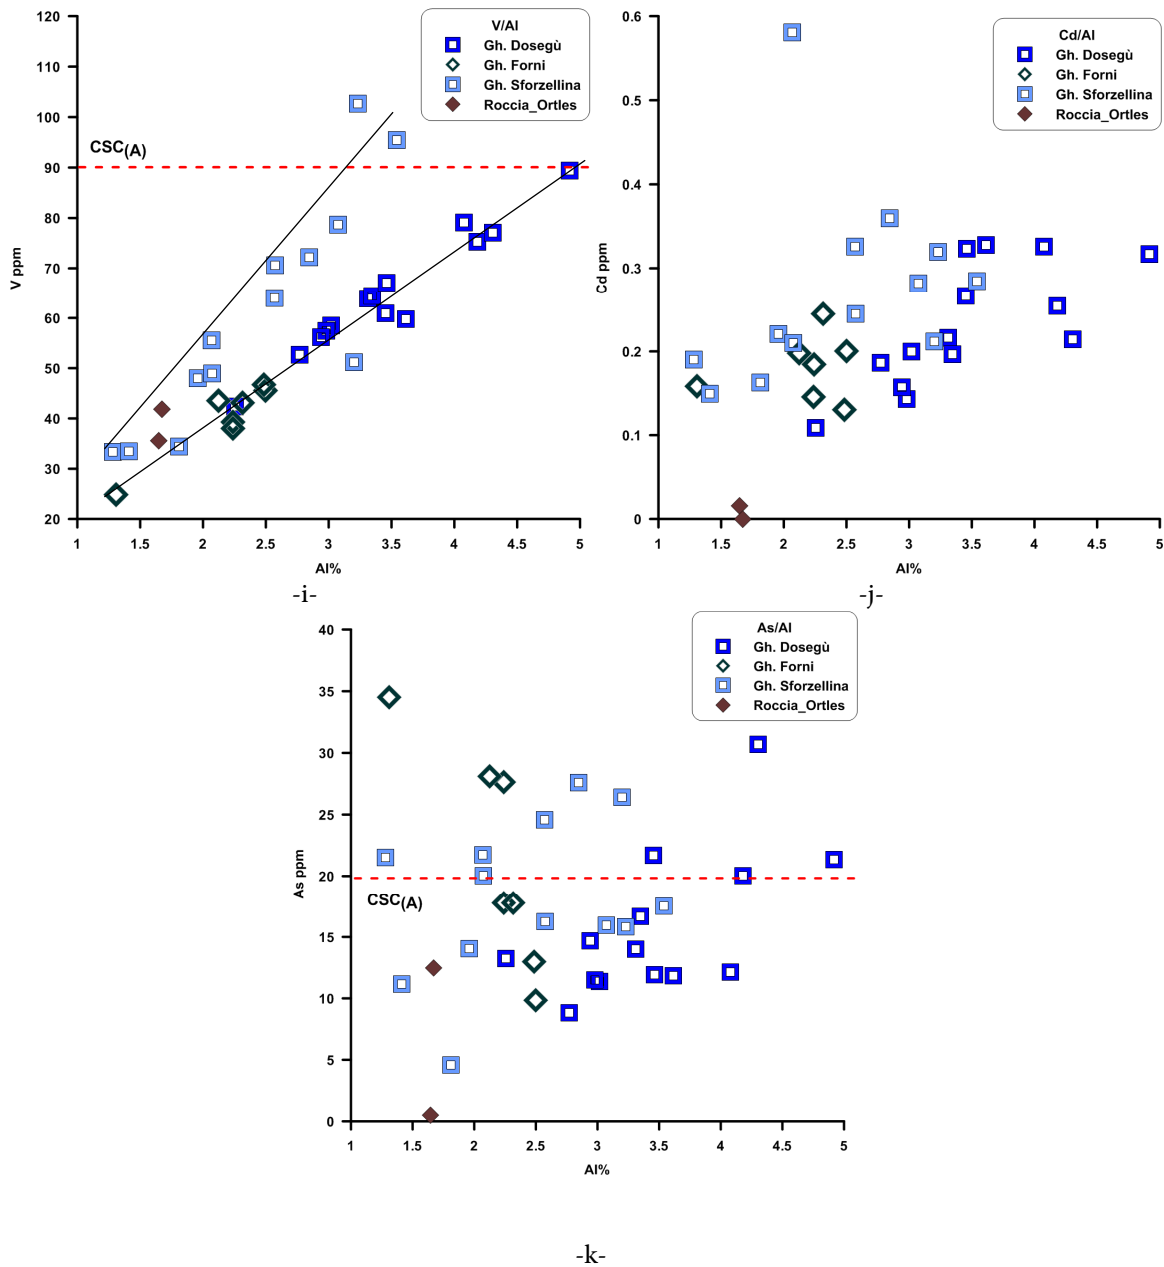 V/Al
Gh. Dosegù
Gh. Forni
Gh. Sforzellina
Roccia_Ortles
CSC(A)
V ppm
120
110
100
90
80
70
60
50
40
30
20
1 1.5 2 2.5 3 3.5 4 4.5 5
Al%
-i-
Cd/Al
Gh. Dosegù
Gh. Forni
Gh. Sforzellina
Roccia_Ortles
Cd ppm
0.6
0.5
0.4
0.3
0.2
0.1
0
1 1.5 2 2.5 3 3.5 4 4.5 5
Al%
-j-
As/Al
Gh. Dosegù
Gh. Forni
Gh. Sforzellina
Roccia_Ortles
CSC(A)
As ppm
40
35
30
25
20
15
10
5
0
1 1.5 2 2.5 3 3.5 4 4.5 5
Al%
-k-